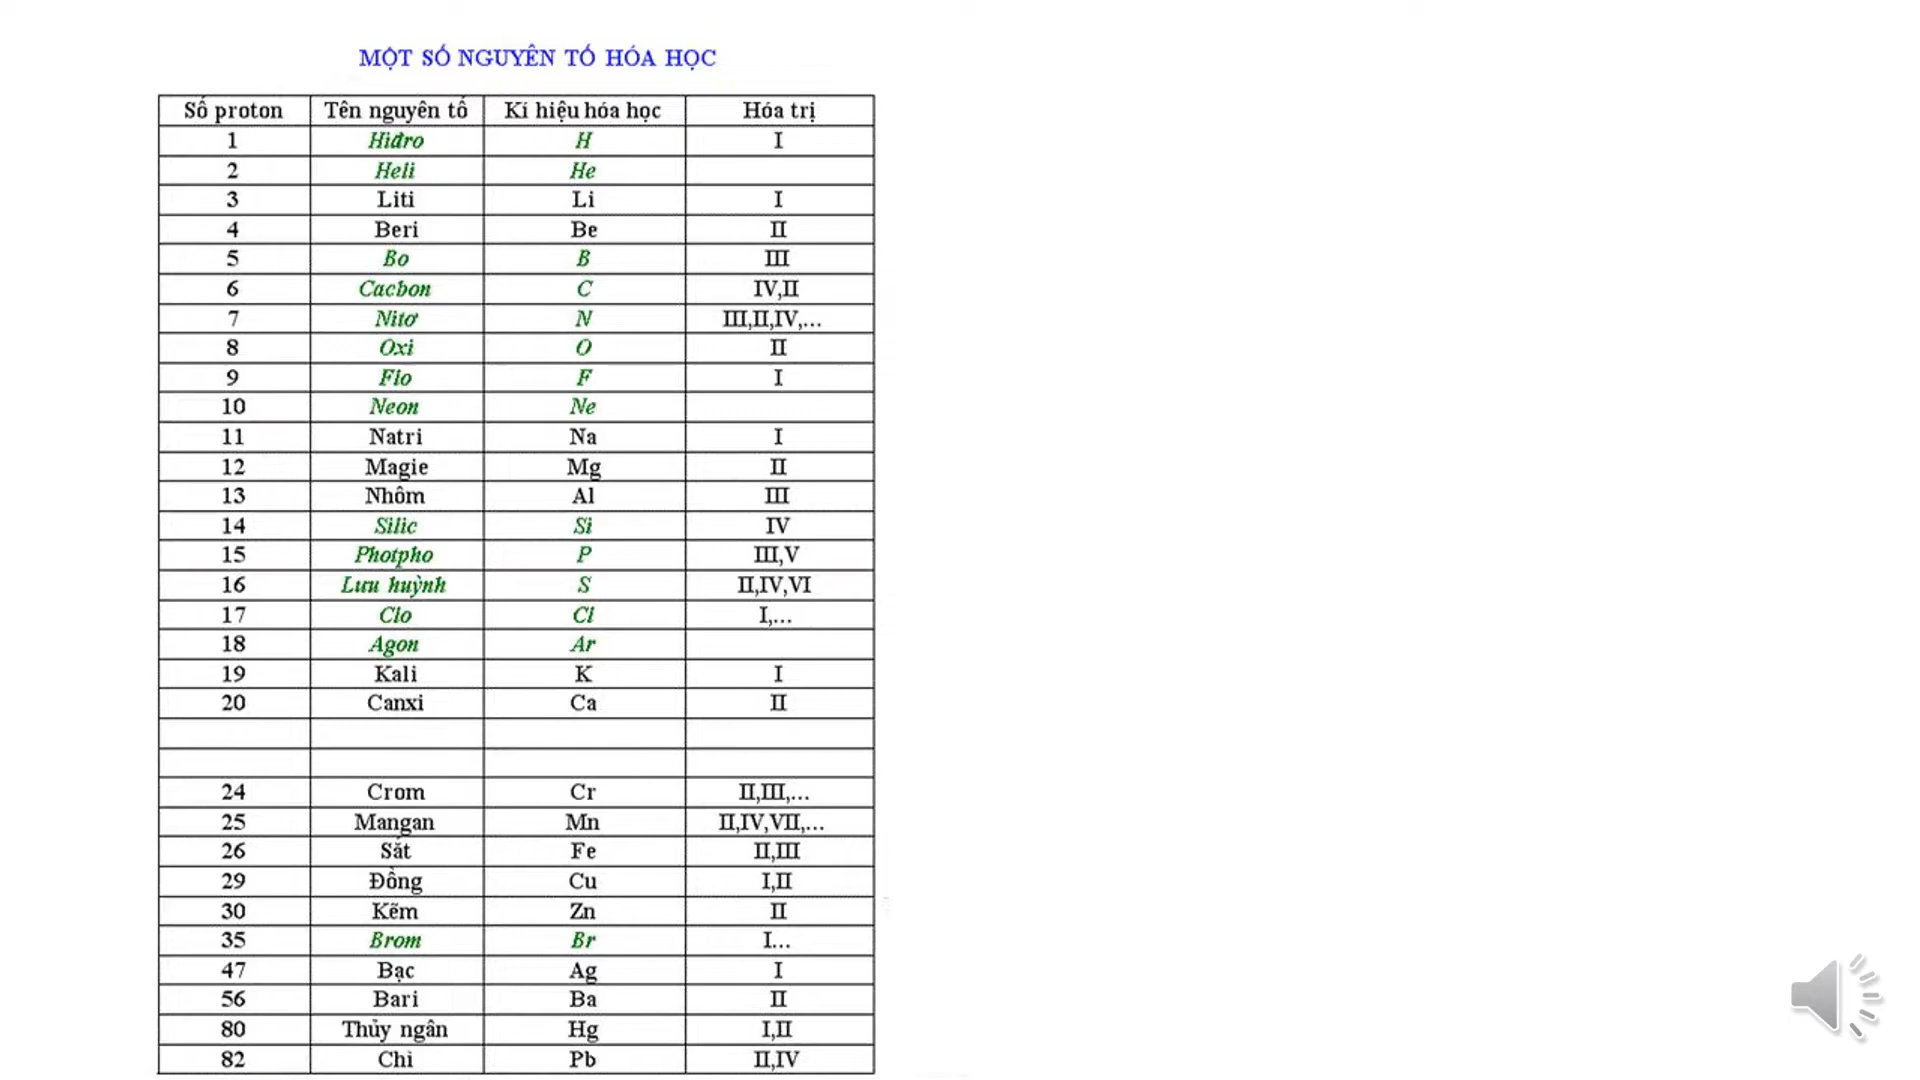 MỘT SỐ NGUYÊN TỐ HÓA HỌC
Số proton Tên nguyên tố Kí hiệu hóa học Hóa trị
1 Hiđro H I
2 Heli He
3 Liti Li I
4 Beri Be II
5 Bo B III
6 Cacbon C IV,II
7 Nitơ N III,II,IV,...
8 Oxi O II
9 Flo F I
10 Neon Ne
11 Natri Na I
12 Magie Mg II
13 Nhôm Al III
14 Silic Si IV
15 Photpho P III,V
16 Lưu huỳnh S II,IV,VI
17 Clo Cl I,...
18 Agon Ar
19 Kali K I
20 Canxi Ca II
24 Crom Cr II,III,...
25 Mangan Mn II,IV,VII,...
26 Sắt Fe II,III
29 Đồng Cu I,II
30 Kẽm Zn II
35 Brom Br I...
47 Bạc Ag I
56 Bari Ba II
80 Thủy ngân Hg I,II
82 Chì Pb II,IV